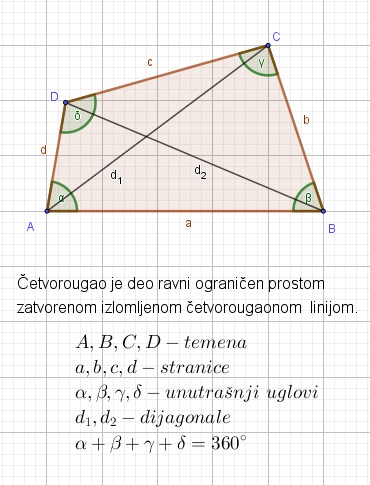 C
c
γ
D
δ
b
d
d₁
d₂
α
β
A
a
B
Četvorougao je deo ravni ograničen prostom
zatvorenom izlomljenom četvorougaonom linijom.
A, B, C, D − temena
a, b, c, d − stranice
α, β, γ, δ − unutrašnji uglovi
d₁, d₂ − dijagonale
α + β + γ + δ = 360°